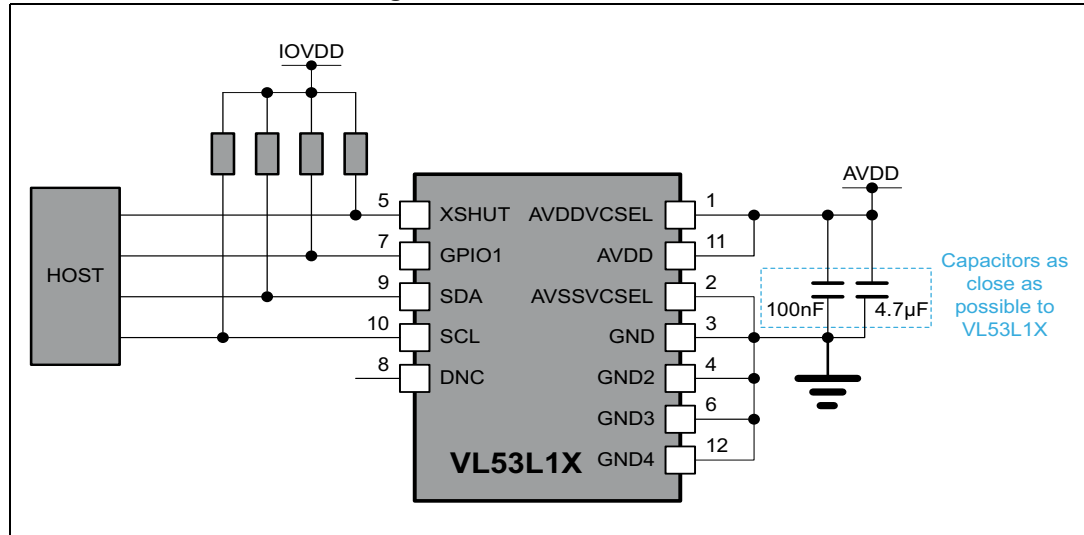 IOVDD
AVDD
HOST
5
XSHUT
AVDDVCSEL
1
7
GPIO1
AVDD
11
9
SDA
AVSSVCSEL
2
10
SCL
GND
3
8
DNC
GND2
4
GND3
6
GND4
12
VL53L1X
100nF
4.7µF
Capacitors as
close as
possible to
VL53L1X